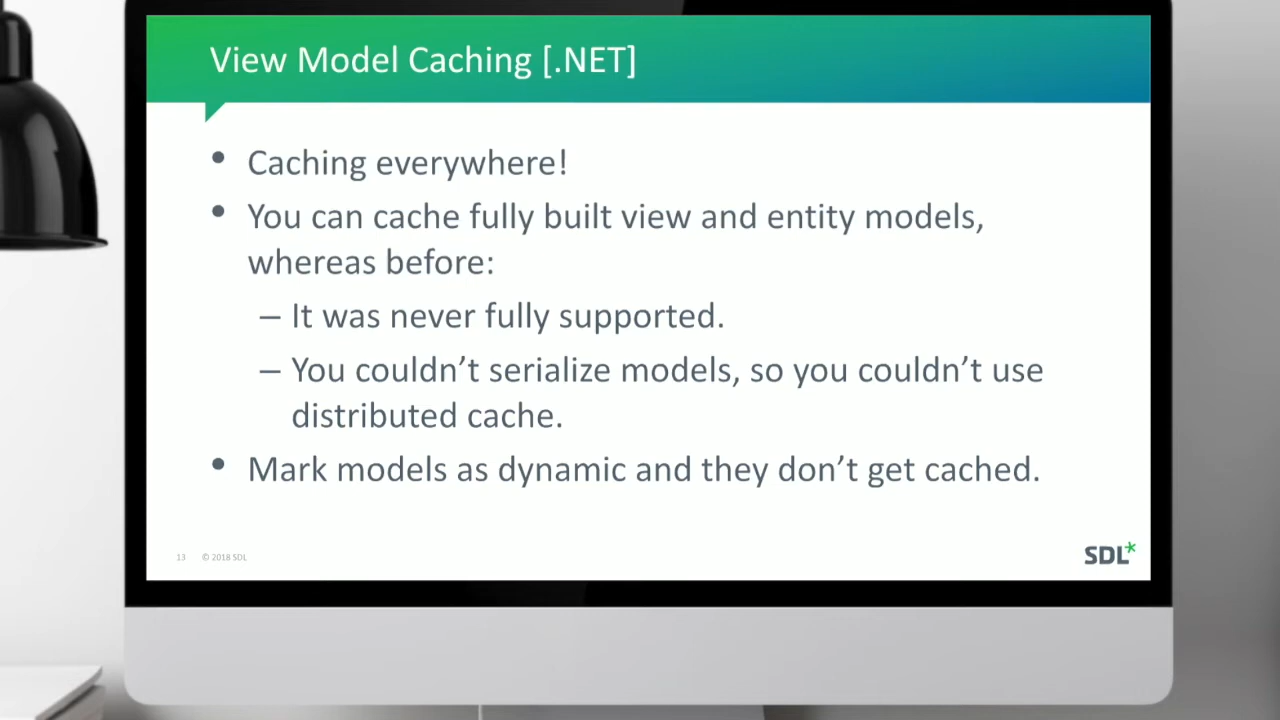 View Model Caching [.NET]
• Caching everywhere!
• You can cache fully built view and entity models,
whereas before:
– It was never fully supported.
– You couldn’t serialize models, so you couldn’t use
distributed cache.
• Mark models as dynamic and they don’t get cached.
13 © 2018 SDL
SDL*